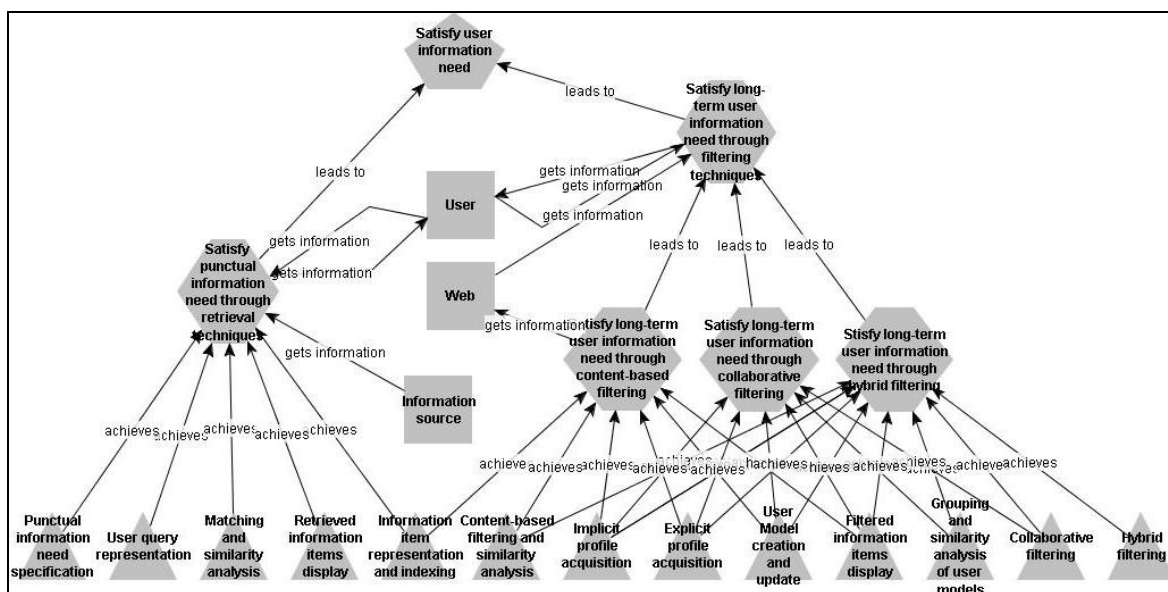 Satisfy user
information
need
leads to
Satisfy long-
term user
information
need through
filtering
techniques
leads to
gets information
gets information
gets information
User
gets information
gets information
Satisfy
punctual
information
need through
retrieval
techniques
Web
gets information
leads to
leads to
leads to
Satisfy long-term
user information
need through
content-based
filtering
Satisfy long-term
user information
need through
collaborative
filtering
Stisfy long-term
user information
need through
hybrid filtering
gets information
Information
source
achieves
achieves
achieves
achieves
achieves
achieves
achieves
achieves
achieves
achieves
achieves
achieves
achieves
achieves
Punctual
information
need
specification
User query
representation
Matching
and
similarity
analysis
Retrieved
information
items
display
Information
item
representation
and indexing
Content-based
filtering and
similarity
analysis
Implicit
profile
acquisition
Explicit
profile
acquisition
User
Model
creation
and
update
Filtered
information
items
display
Grouping
and
similarity
analysis
of user
models
Collaborative
filtering
Hybrid
filtering